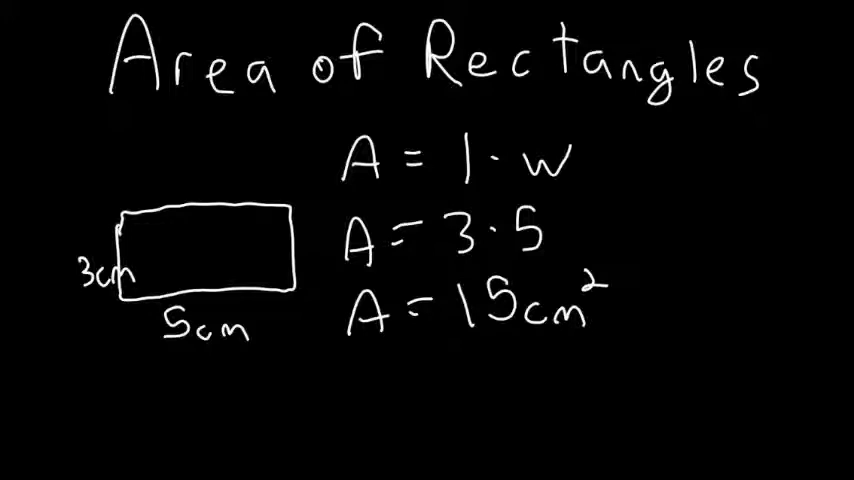 Area of Rectangles
A = l · w
A = 3 · 5
3cm
A = 15cm²
5cm